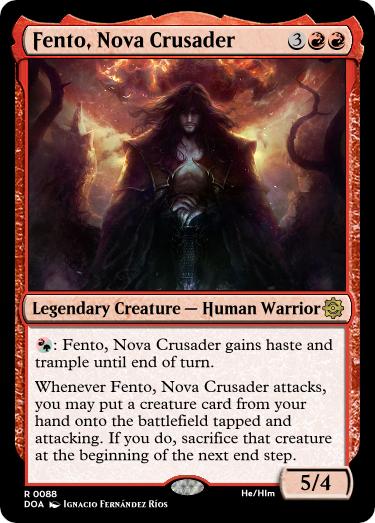 Fento, Nova Crusader 3
Legendary Creature — Human Warrior
: Fento, Nova Crusader gains haste and
trample until end of turn.
Whenever Fento, Nova Crusader attacks,
you may put a creature card from your
hand onto the battlefield tapped and
attacking. If you do, sacrifice that creature
at the beginning of the next end step.
5/4
R 0088
DOA Ignacio Fernández Ríos He/HIm